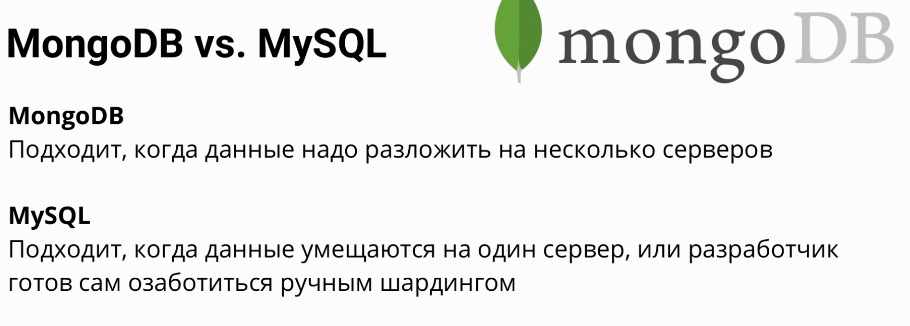 MongoDB vs. MySQL
mongoDB
MongoDB
Подходит, когда данные надо разложить на несколько серверов
MySQL
Подходит, когда данные умещаются на один сервер, или разработчик
готов сам озаботиться ручным шардингом